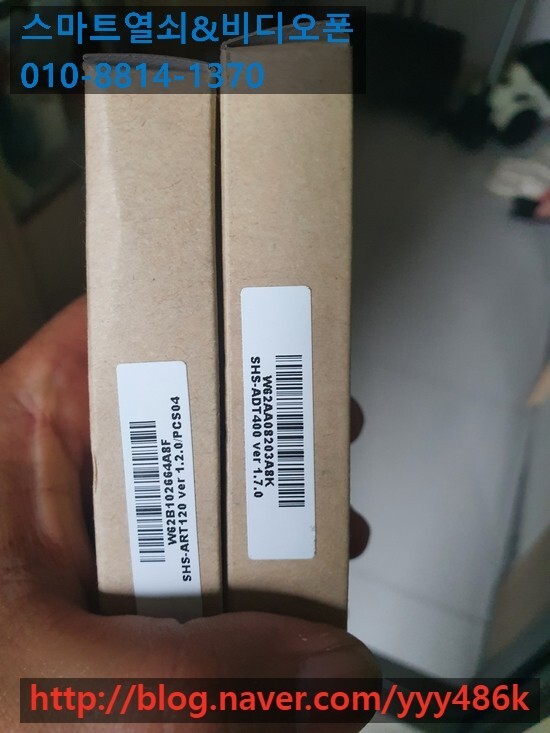 스마트열쇠&비디오폰
010-8814-1370
W62B102664A8F
SHS-ART120 ver 1.2.0/PCS04
W62AA08203A8K
SHS-ADT400 ver 1.7.0
http://blog.naver.com/yyy486k